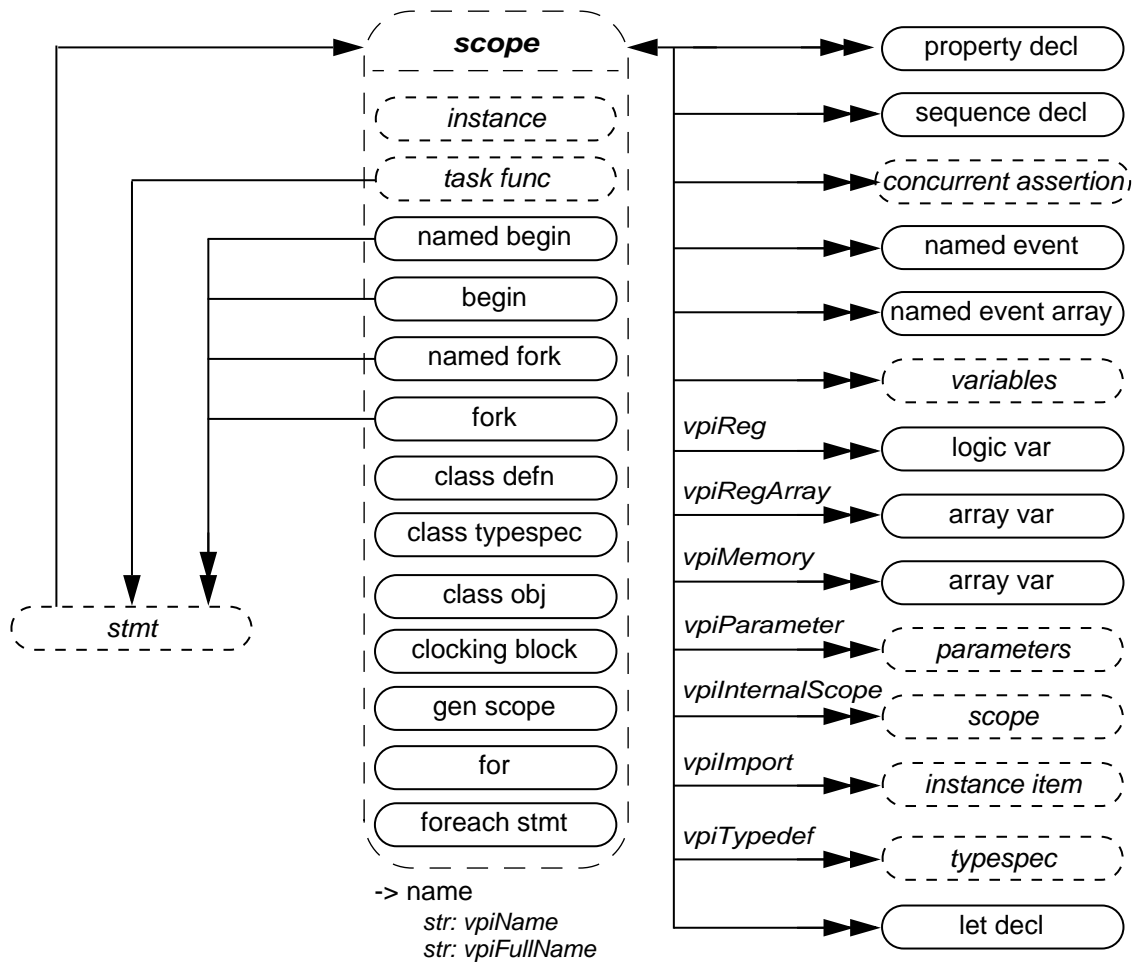 scope
instance
task func
named begin
begin
named fork
fork
class defn
class typespec
class obj
clocking block
gen scope
for
foreach stmt
-> name
str: vpiName
str: vpiFullName
stmt
property decl
sequence decl
concurrent assertion
named event
named event array
variables
vpiReg
logic var
vpiRegArray
array var
vpiMemory
array var
vpiParameter
parameters
vpiInternalScope
scope
vpiImport
instance item
vpiTypedef
typespec
let decl